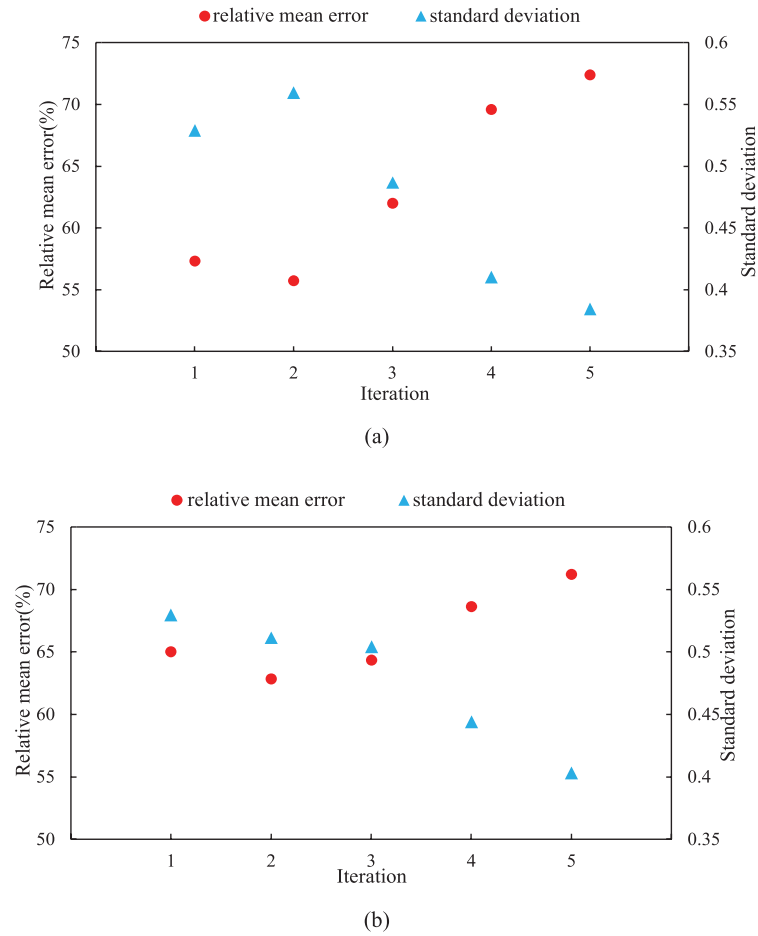 relative mean error standard deviation
75 0.6
70 0.55
65 0.5
60 0.45
55 0.4
50 0.35
Relative mean error(%)
Standard deviation
1 2 3 4 5
Iteration
(a)
relative mean error standard deviation
75 0.6
70 0.55
65 0.5
60 0.45
55 0.4
50 0.35
Relative mean error(%)
Standard deviation
1 2 3 4 5
Iteration
(b)